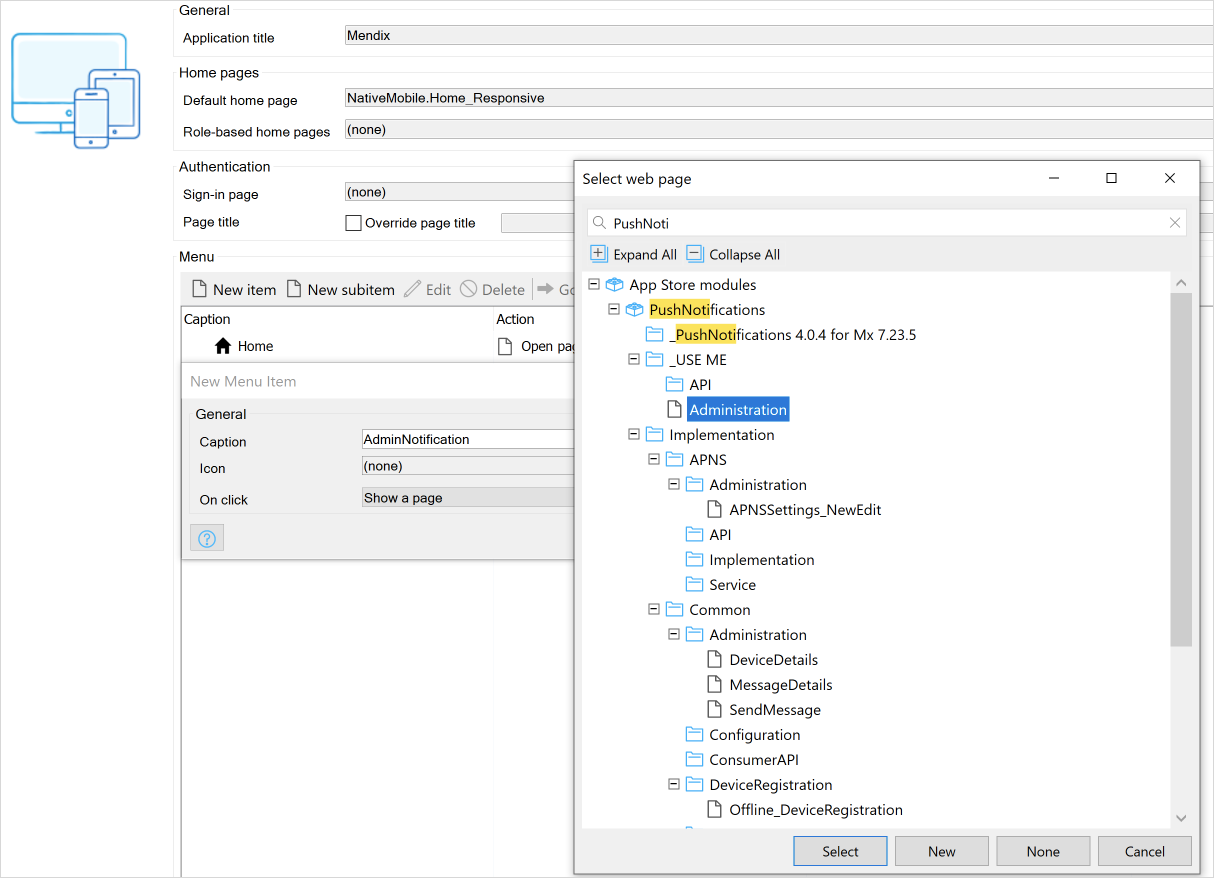 General
Application title
Mendix
Home pages
Default home page
NativeMobile.Home_Responsive
Role-based home pages
(none)
Authentication
Sign-in page
(none)
Page title
Override page title
Menu
New item
New subitem
Edit
Delete
Go
Caption
Action
Home
Open pag
New Menu Item
General
Caption
AdminNotification
Icon
(none)
On click
Show a page
Select web page
PushNoti
Expand All
Collapse All
App Store modules
PushNotifications
_PushNotifications 4.0.4 for Mx 7.23.5
_USE ME
API
Administration
Implementation
APNS
Administration
APNSSettings_NewEdit
API
Implementation
Service
Common
Administration
DeviceDetails
MessageDetails
SendMessage
Configuration
ConsumerAPI
DeviceRegistration
Offline_DeviceRegistration
Select
New
None
Cancel